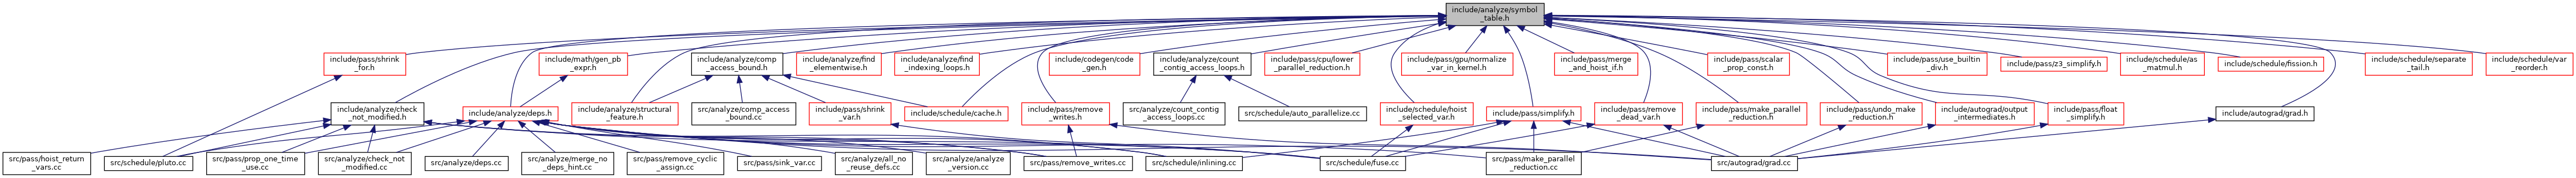 include/analyze/symbol
_table.h
include/pass/shrink
_for.h
include/math/gen_pb
_expr.h
include/analyze/comp
_access_bound.h
include/analyze/find
_elementwise.h
include/analyze/find
_indexing_loops.h
include/codegen/code
_gen.h
include/analyze/count
_contig_access_loops.h
include/pass/cpu/lower
_parallel_reduction.h
include/pass/gpu/normalize
_var_in_kernel.h
include/pass/merge
_and_hoist_if.h
include/pass/scalar
_prop_const.h
include/pass/use_builtin
_div.h
include/pass/z3_simplify.h
include/schedule/as
_matmul.h
include/schedule/fission.h
include/schedule/separate
_tail.h
include/schedule/var
_reorder.h
include/analyze/check
_not_modified.h
include/analyze/deps.h
include/analyze/structural
_feature.h
src/analyze/comp_access
_bound.cc
include/pass/shrink
_var.h
include/schedule/cache.h
include/pass/remove
_writes.h
src/analyze/count_contig
_access_loops.cc
src/schedule/auto_parallelize.cc
include/schedule/hoist
_selected_var.h
include/pass/simplify.h
include/pass/remove
_dead_var.h
include/pass/make_parallel
_reduction.h
include/pass/undo_make
_reduction.h
include/autograd/output
_intermediates.h
include/pass/float
_simplify.h
include/autograd/grad.h
src/pass/hoist_return
_vars.cc
src/schedule/pluto.cc
src/pass/prop_one_time
_use.cc
src/analyze/check_not
_modified.cc
src/analyze/deps.cc
src/analyze/merge_no
_deps_hint.cc
src/pass/remove_cyclic
_assign.cc
src/pass/sink_var.cc
src/analyze/all_no
_reuse_defs.cc
src/analyze/analyze
_version.cc
src/pass/remove_writes.cc
src/schedule/inlining.cc
src/schedule/fuse.cc
src/pass/make_parallel
_reduction.cc
src/autograd/grad.cc